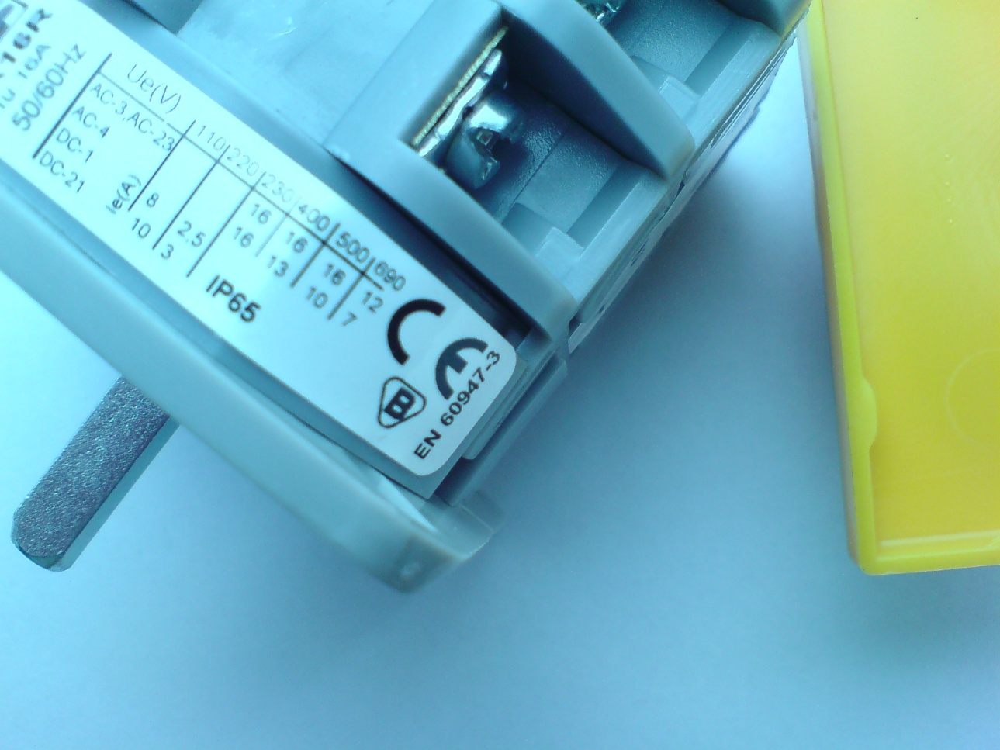 16R
50/60Hz
Ue(V) 110 220 230 400 500 690
AC-3,AC-23 16 16 16 12
AC-4 16 13 10 7
DC-1 Ie(A) 8 2.5
DC-21 10 3
IP65
CE
B
EN 60947-3